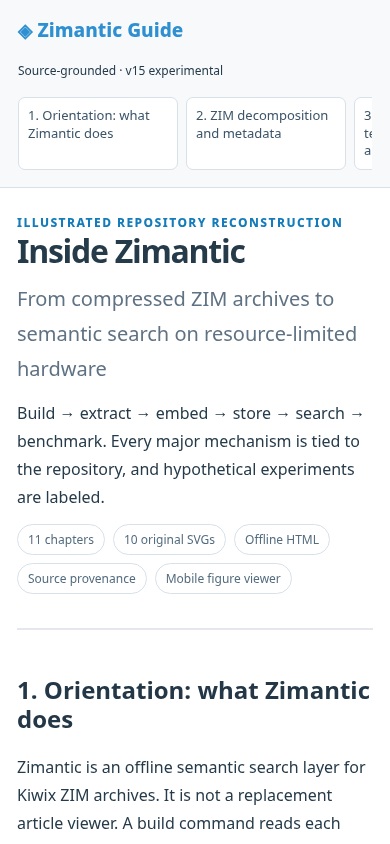 ◈ Zimantic Guide
Source-grounded · v15 experimental
1. Orientation: what
Zimantic does
2. ZIM decomposition
and metadata
3
ILLUSTRATED REPOSITORY RECONSTRUCTION
Inside Zimantic
From compressed ZIM archives to
semantic search on resource-limited
hardware
Build → extract → embed → store → search →
benchmark. Every major mechanism is tied to
the repository, and hypothetical experiments
are labeled.
11 chapters
10 original SVGs
Offline HTML
Source provenance
Mobile figure viewer
1. Orientation: what Zimantic
does
Zimantic is an offline semantic search layer for
Kiwix ZIM archives. It is not a replacement
article viewer. A build command reads each